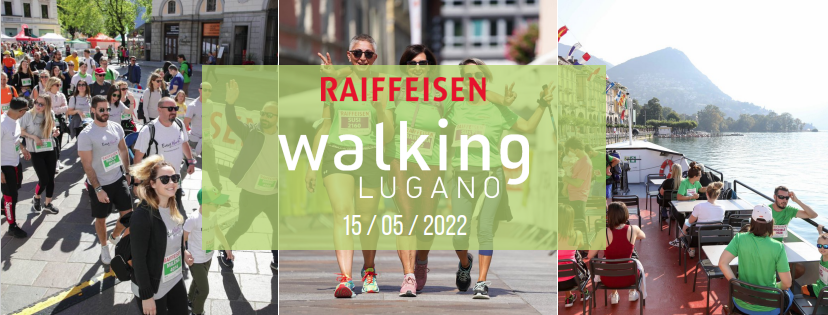 RAIFFEISEN
walking
LUGANO
15 / 05 / 2022